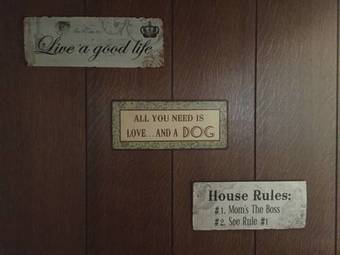 Live a good life
ALL YOU NEED IS
LOVE...AND A DOG
House Rules:
#1. Mom's The Boss
#2. See Rule #1